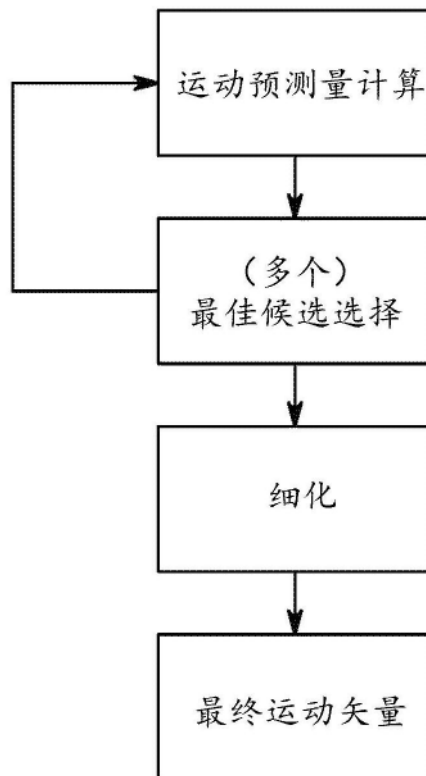 运动预测量计算
（多个）
最佳候选选择
细化
最终运动矢量